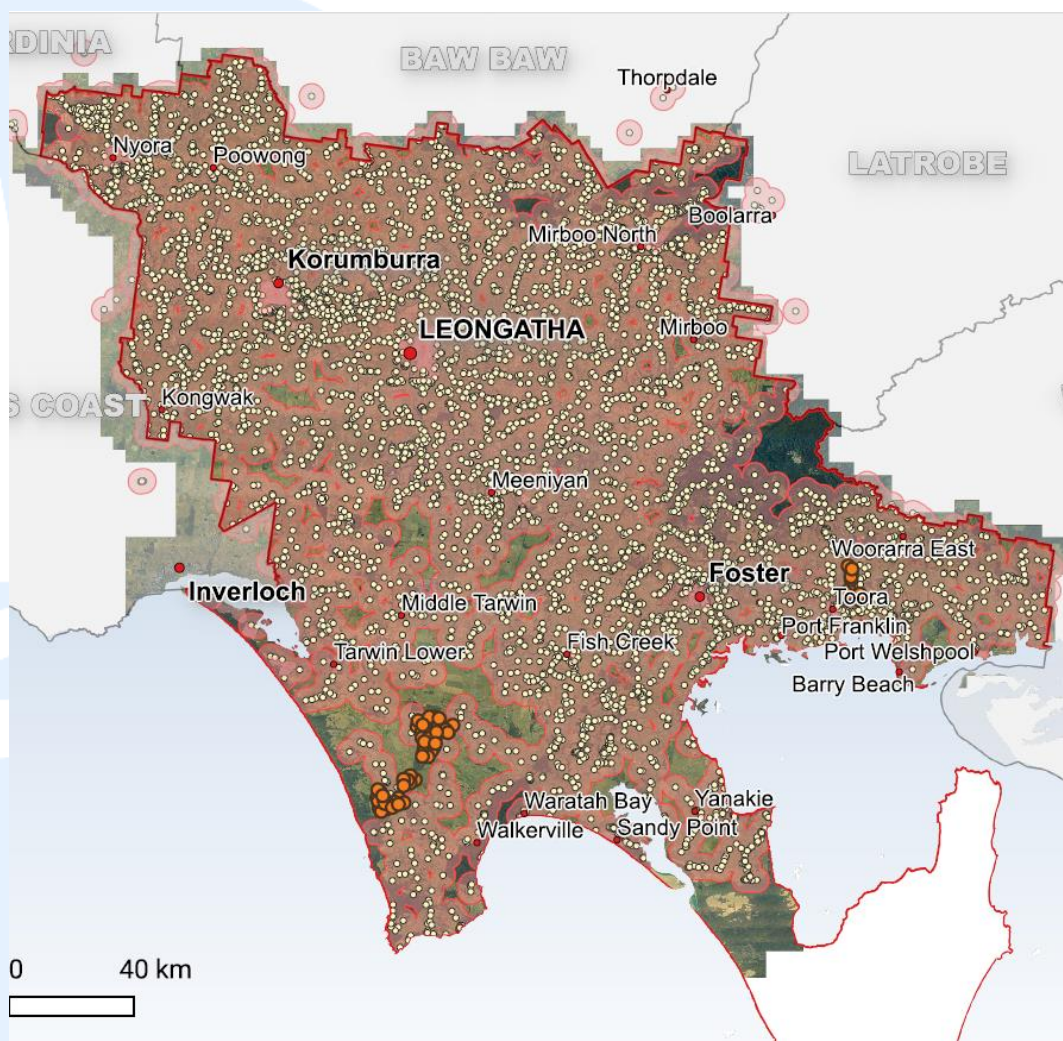 RDINIA
BAW BAW
Thorpdale
Nyora
Poowong
LATROBE
Boolarra
Mirboo North
Korumburra
LEONGATHA
Mirboo
S COAST
Kongwak
Meeniyan
Woorarra East
Foster
Inverloch
Middle Tarwin
Toora
Port Franklin
Tarwin Lower
Fish Creek
Port Welshpool
Barry Beach
Waratah Bay
Yanakie
Walkerville
Sandy Point
0 40 km